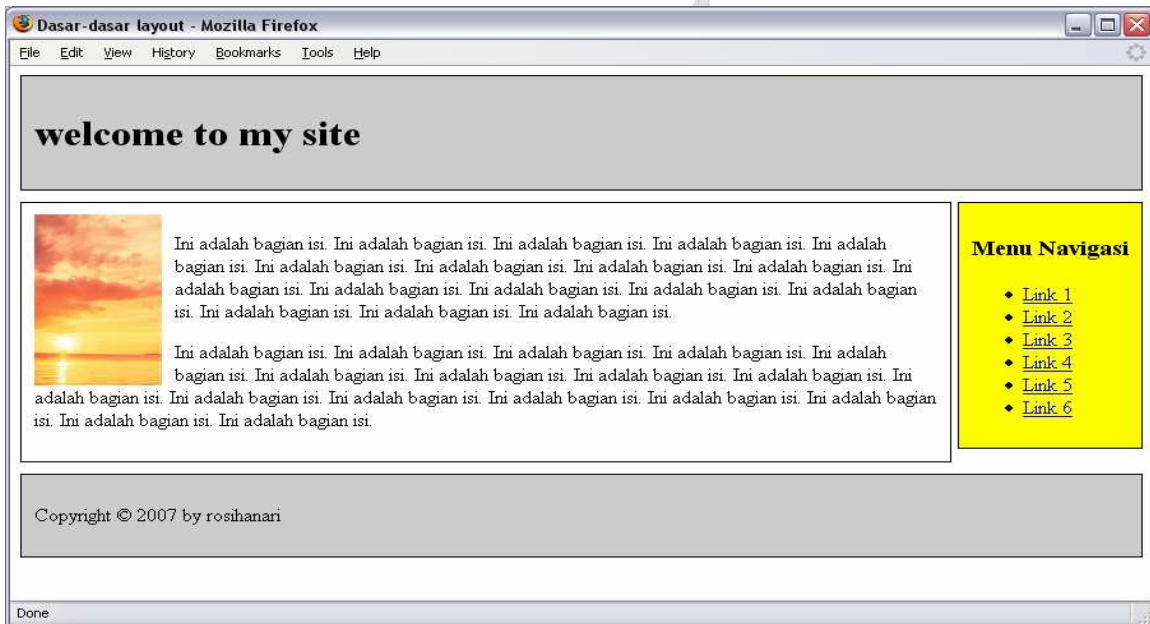 Dasar-dasar layout - Mozilla Firefox
File Edit View History Bookmarks Tools Help
welcome to my site
Ini adalah bagian isi. Ini adalah bagian isi. Ini adalah bagian isi. Ini adalah bagian isi. Ini adalah
bagian isi. Ini adalah bagian isi. Ini adalah bagian isi. Ini adalah bagian isi. Ini adalah bagian isi. Ini
adalah bagian isi. Ini adalah bagian isi. Ini adalah bagian isi. Ini adalah bagian isi. Ini adalah bagian
isi. Ini adalah bagian isi. Ini adalah bagian isi. Ini adalah bagian isi.
Ini adalah bagian isi. Ini adalah bagian isi. Ini adalah bagian isi. Ini adalah bagian isi. Ini adalah
bagian isi. Ini adalah bagian isi. Ini adalah bagian isi. Ini adalah bagian isi. Ini adalah bagian isi. Ini
adalah bagian isi. Ini adalah bagian isi. Ini adalah bagian isi. Ini adalah bagian isi. Ini adalah bagian isi. Ini adalah bagian
isi. Ini adalah bagian isi. Ini adalah bagian isi.
Menu Navigasi
Link 1
Link 2
Link 3
Link 4
Link 5
Link 6
Copyright © 2007 by rosihanari
Done